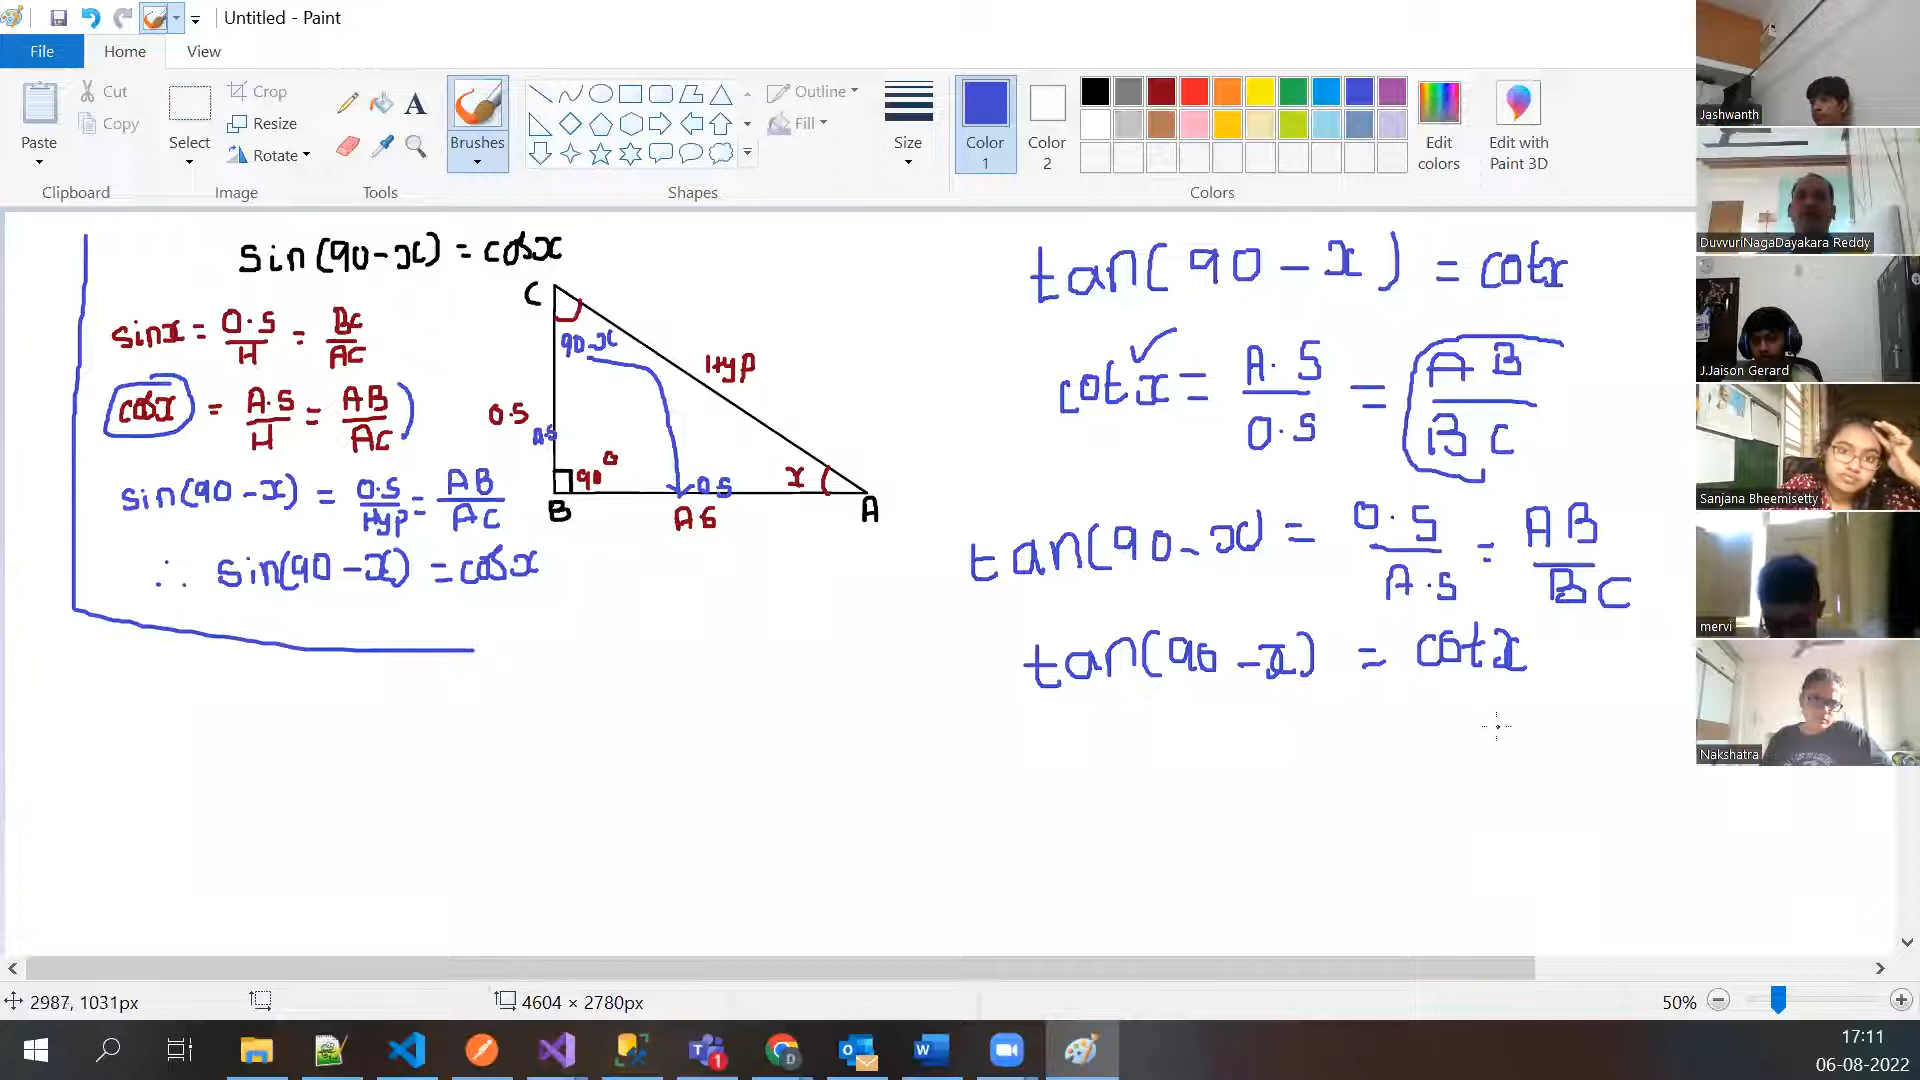 Untitled - Paint
File Home View
Paste Cut Copy Clipboard
Select Crop Resize Rotate Image
Tools
Brushes
Outline Fill Shapes
Size
Color 1 Color 2 Edit colors Edit with Paint 3D Colors
sin(90-x) = cosx
sinx = O.S/H = BC/AC
cosx = A.S/H = AB/AC
sin(90-x) = O.S/Hyp = AB/AC
∴ sin(90-x) = cosx
C
90-x
Hyp
O.S
A.S
90°
x
O.S
B
A S
A
tan(90-x) = cotx
cotx = A.S/O.S = AB/BC
tan(90-x) = O.S/A.S = AB/BC
tan(90-x) = cotx
Jashwanth
DuvvuriNagaDayakara Reddy
J.Jaison Gerard
Sanjana Bheemisetty
mervi
Nakshatra
2987, 1031px
4604 × 2780px
50%
1
17:11
06-08-2022